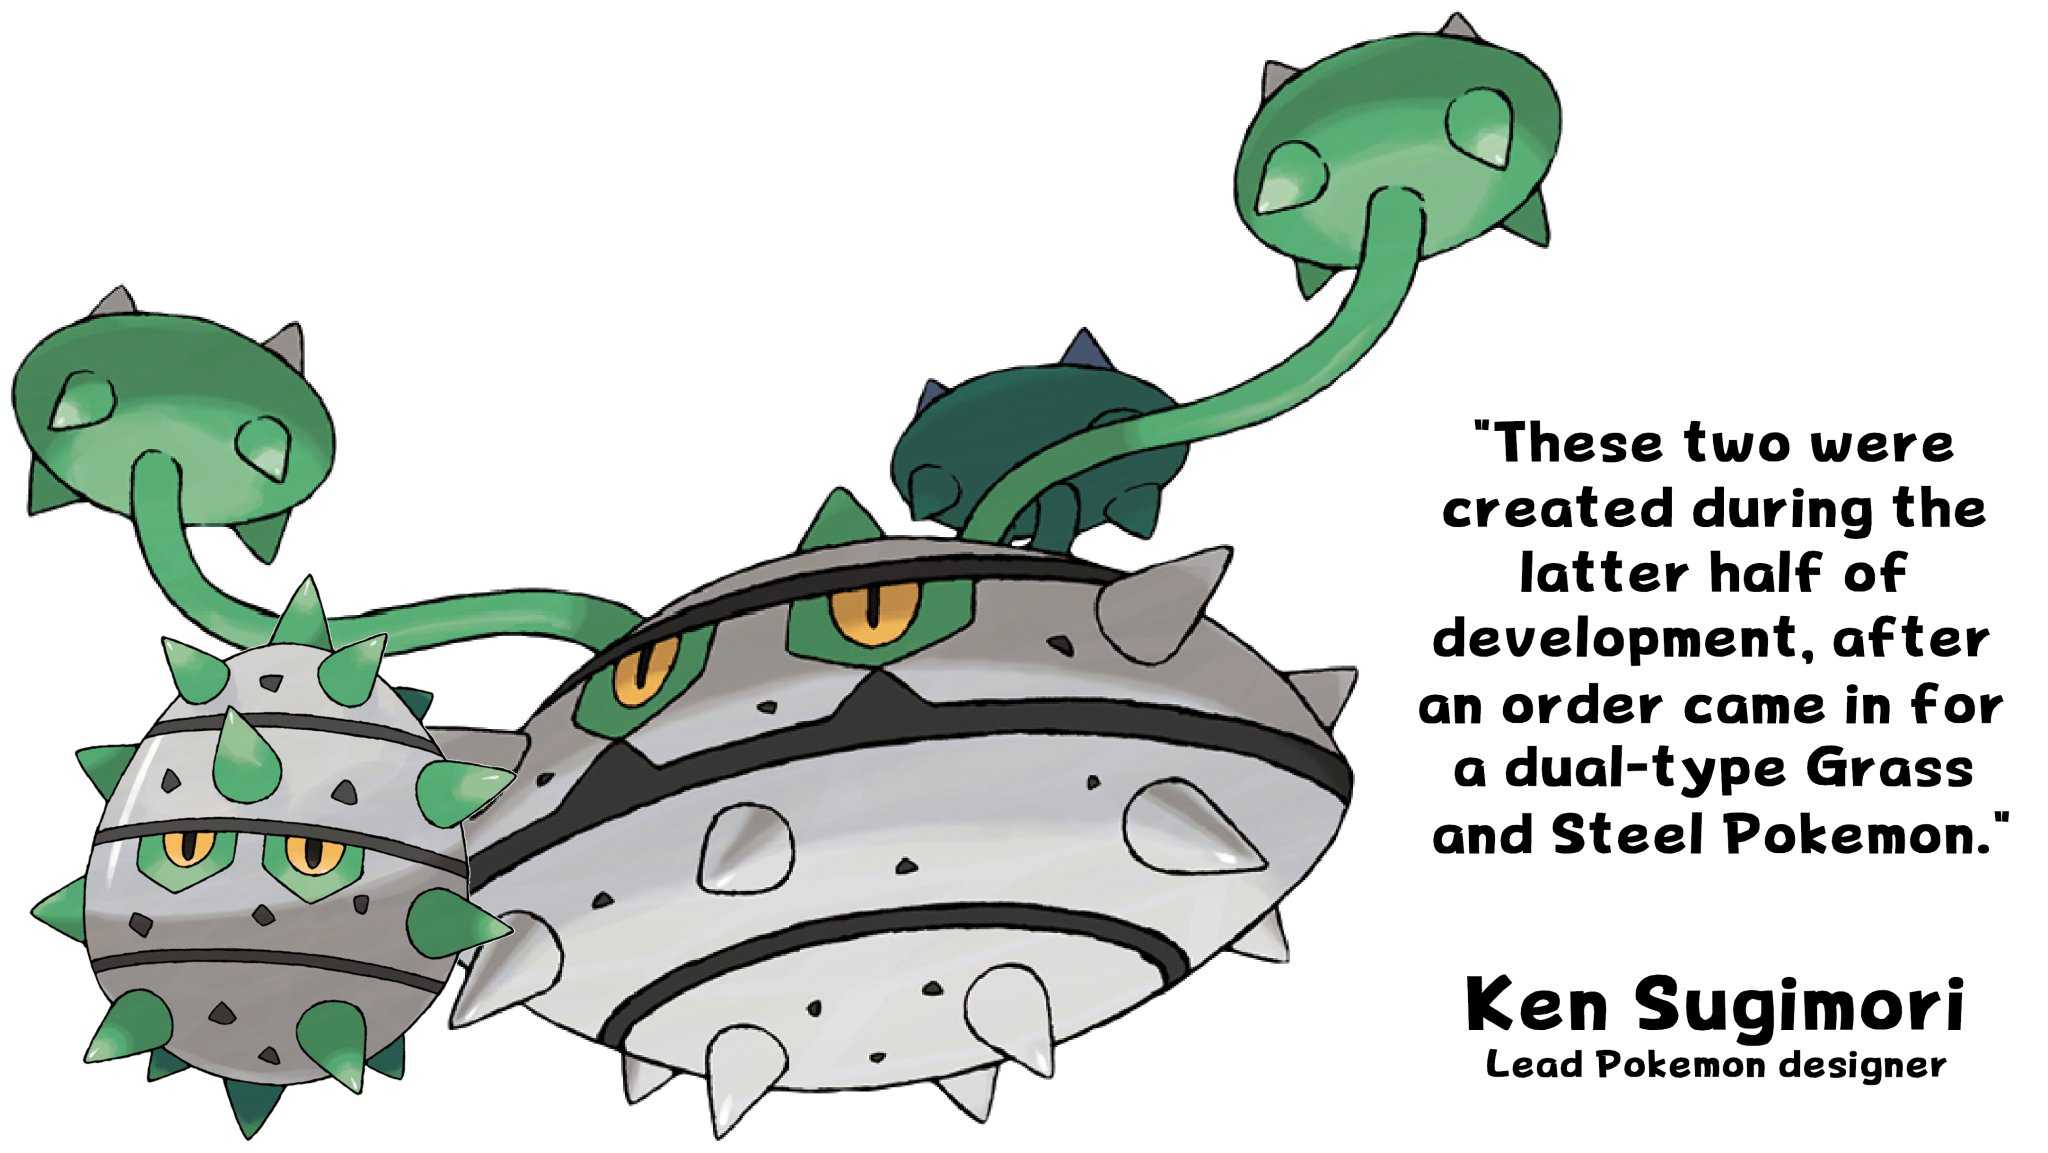 "These two were
created during the
latter half of
development, after
an order came in for
a dual-type Grass
and Steel Pokemon."
Ken Sugimori
Lead Pokemon designer